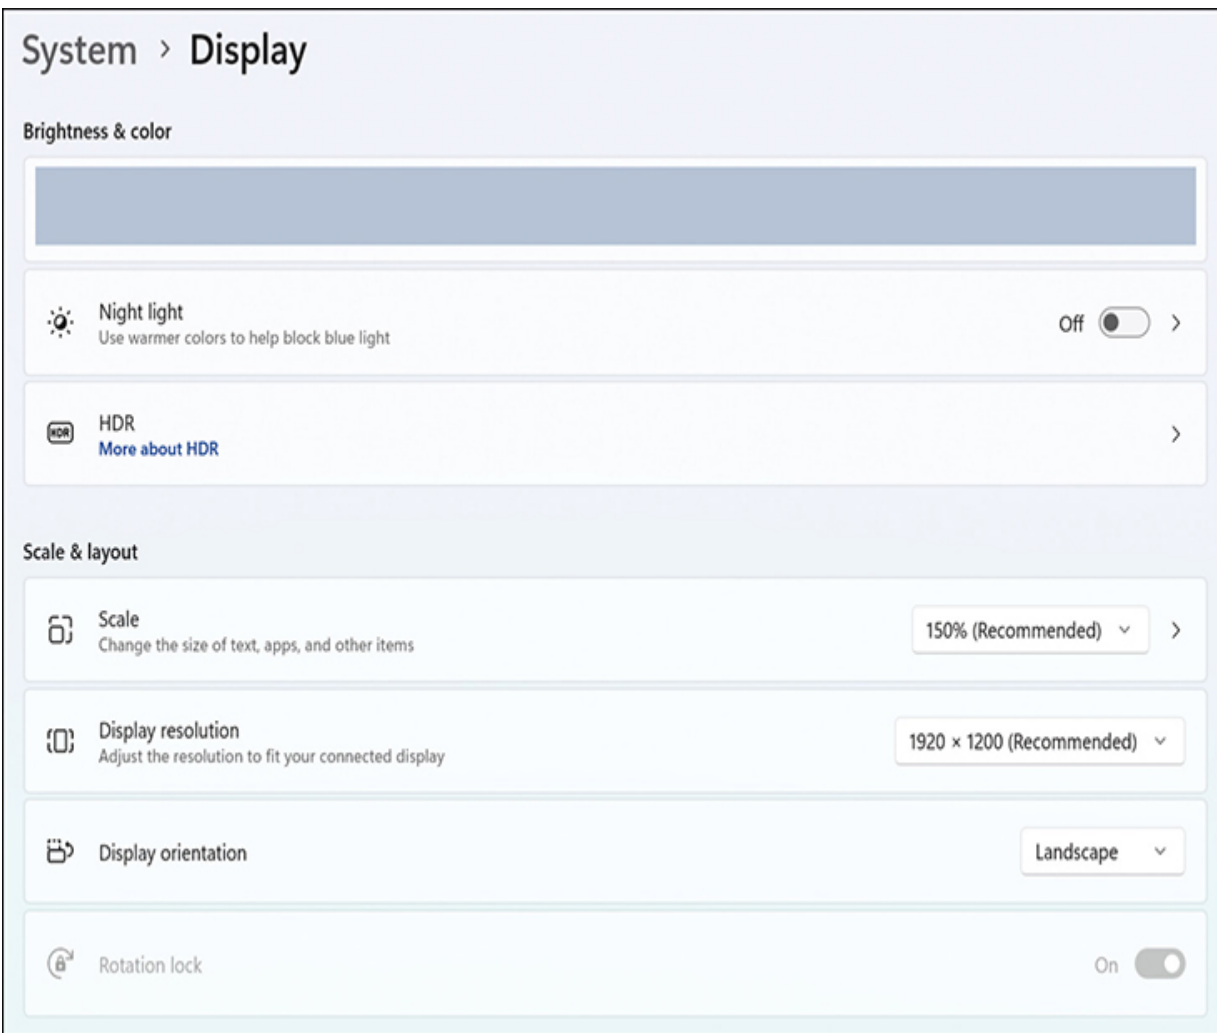 System > Display
Brightness & color
Night light
Use warmer colors to help block blue light
Off
HDR
HDR
More about HDR
Scale & layout
Scale
Change the size of text, apps, and other items
150% (Recommended)
Display resolution
Adjust the resolution to fit your connected display
1920 × 1200 (Recommended)
Display orientation
Landscape
Rotation lock
On